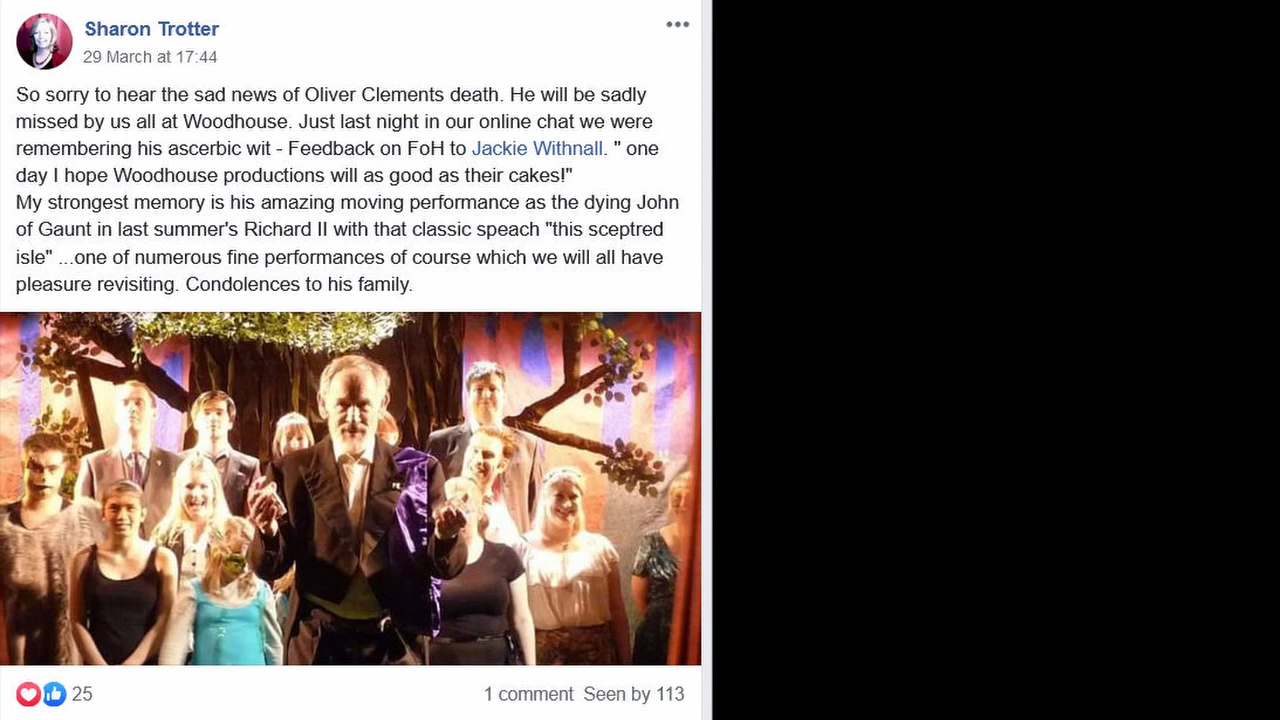 Sharon Trotter
29 March at 17:44
So sorry to hear the sad news of Oliver Clements death. He will be sadly
missed by us all at Woodhouse. Just last night in our online chat we were
remembering his ascerbic wit - Feedback on FoH to Jackie Withnall. " one
day I hope Woodhouse productions will as good as their cakes!"
My strongest memory is his amazing moving performance as the dying John
of Gaunt in last summer's Richard II with that classic speach "this sceptred
isle" ...one of numerous fine performances of course which we will all have
pleasure revisiting. Condolences to his family.
25
1 comment Seen by 113